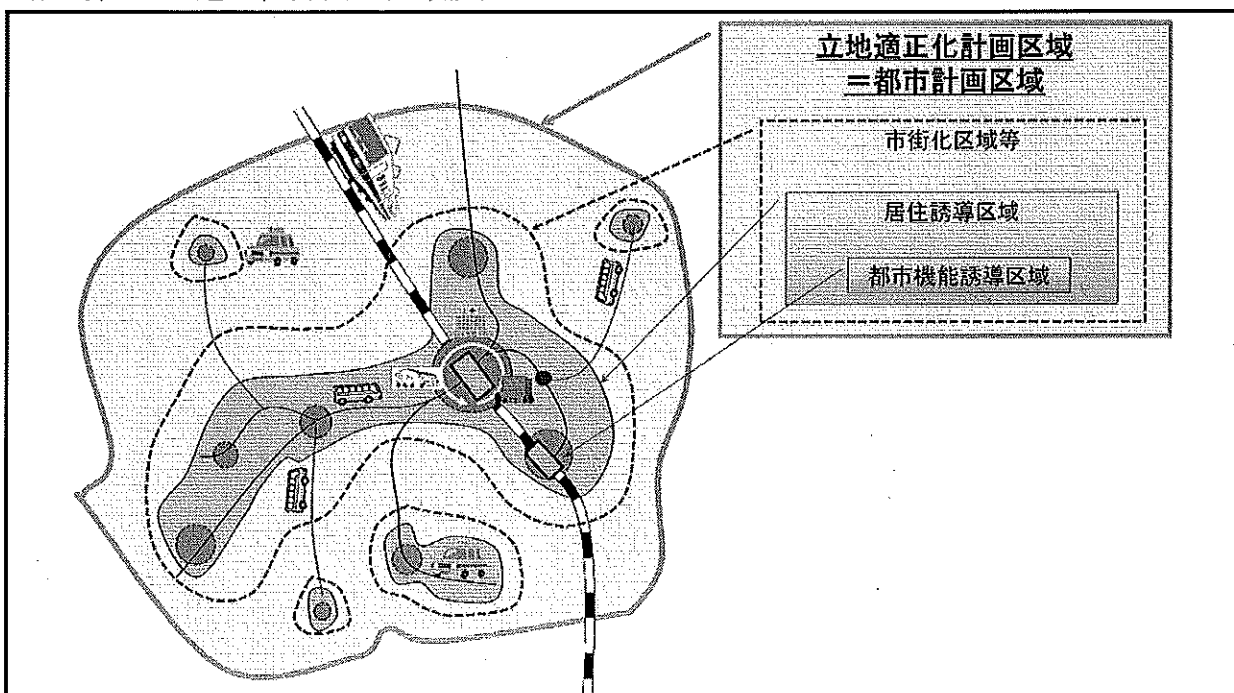 立地適正化計画区域
＝都市計画区域
市街化区域等
居住誘導区域
都市機能誘導区域